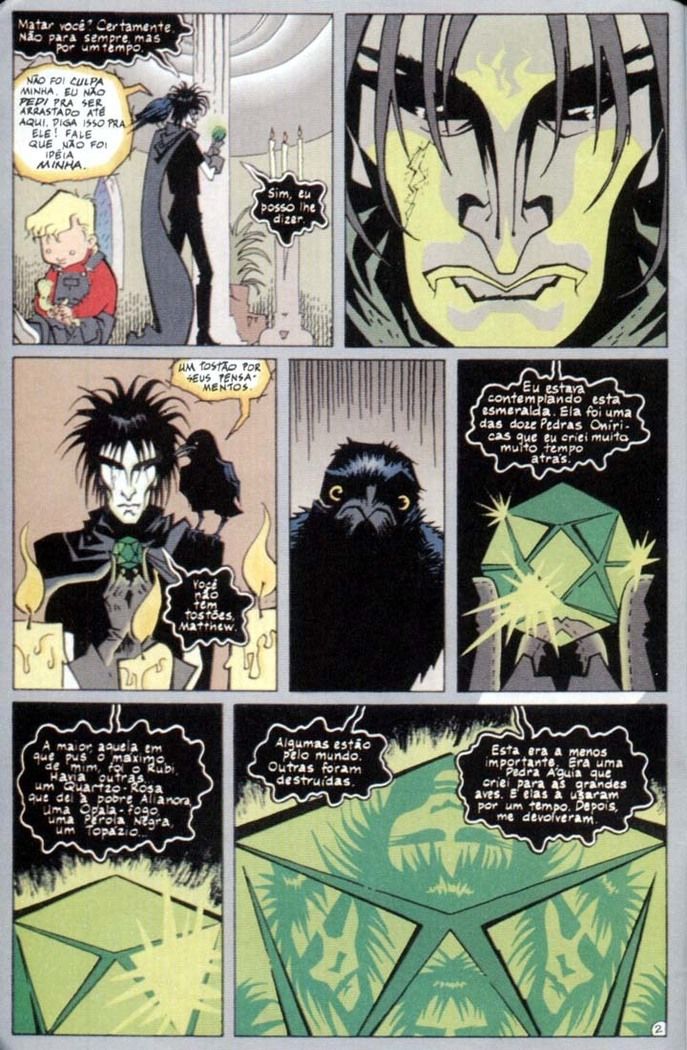 Matar você? Certamente.
Não para sempre, mas
por um tempo.
NÃO FOI CULPA
MINHA. EU NÃO
PEDI PRA SER
ARRASTADO ATÉ
AQUI. DIGA ISSO PRA
ELE! FALE
QUE NÃO FOI
IDÉIA
MINHA.
Sim, eu
posso lhe
dizer.
UM TOSTÃO POR
SEUS PENSA-
MENTOS.
Você
não
tem
tostões,
Matthew.
Eu estava
contemplando esta
esmeralda. Ela foi uma
das doze Pedras Oníri-
cas que eu criei muito
muito tempo
atrás.
A maior, aquela em
que pus o máximo
de mim, foi o Rubi.
Havia outras...
um Quartzo-Rosa
que dei à pobre Alianora,
uma Opala-fogo,
uma Pérola Negra,
um Topázio...
Algumas estão
pelo mundo.
Outras foram
destruídas.
Esta era a menos
importante. Era uma
Pedra Águia que
criei para as grandes
aves. E elas a usaram
por um tempo. Depois,
me devolveram.
2